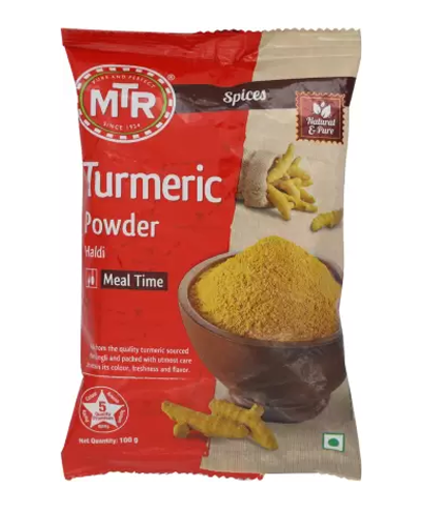 PURE AND PERFECT
MTR
®
SINCE 1924
Spices
Natural
& Pure
Turmeric
Powder
Haldi
Meal Time
from the quality turmeric sourced
and packed with utmost care
its colour, freshness and flavor.
5
Net Quantity: 100 g